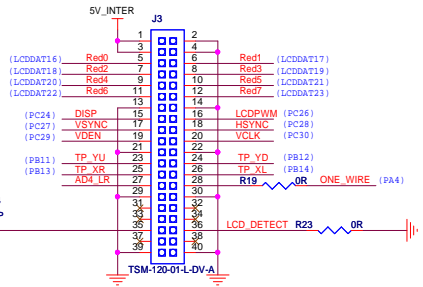 5V_INTER
J3
1 2
3 4
(LCDDAT16) Red0 5 6 Red1 (LCDDAT17)
(LCDDAT18) Red2 7 8 Red3 (LCDDAT19)
(LCDDAT20) Red4 9 10 Red5 (LCDDAT21)
(LCDDAT22) Red6 11 12 Red7 (LCDDAT23)
13 14
(PC24) DISP 15 16 LCDPWM (PC26)
(PC27) VSYNC 17 18 HSYNC (PC28)
(PC29) VDEN 19 20 VCLK (PC30)
21 22
(PB11) TP_YU 23 24 TP_YD (PB12)
(PB13) TP_XR 25 26 TP_XL (PB14)
AD4_LR 27 28 R19 0R ONE_WIRE (PA4)
29 30
31 32
33 34
35 36 LCD_DETECT R23 0R
37 38
39 40
TSM-120-01-L-DV-A